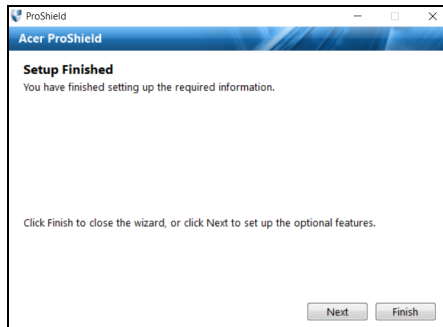 ProShield
Acer ProShield
Setup Finished
You have finished setting up the required information.
Click Finish to close the wizard, or click Next to set up the optional features.
Next
Finish